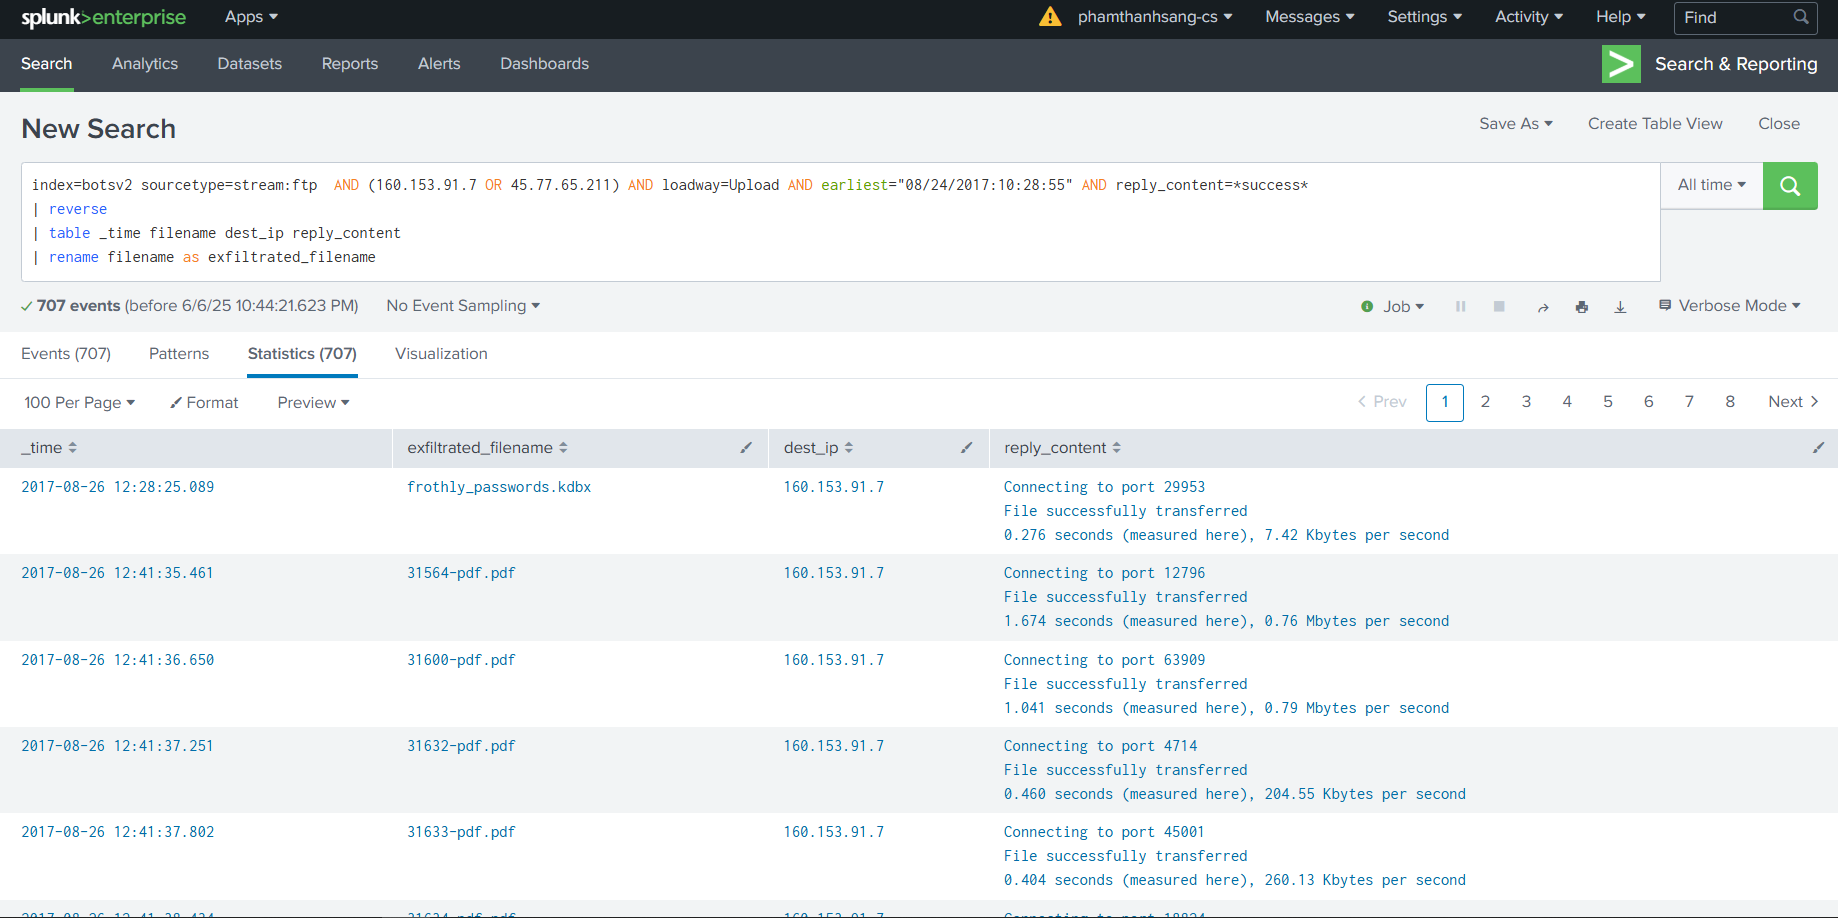 splunk>enterprise Apps phamthanhsang-cs Messages Settings Activity Help Find
Search Analytics Datasets Reports Alerts Dashboards Search & Reporting
New Search Save As Create Table View Close
index=botsv2 sourcetype=stream:ftp  AND (160.153.91.7 OR 45.77.65.211) AND loadway=Upload AND earliest="08/24/2017:10:28:55" AND reply_content=*success* All time
| reverse
| table _time filename dest_ip reply_content
| rename filename as exfiltrated_filename
707 events (before 6/6/25 10:44:21.623 PM) No Event Sampling Job Verbose Mode
Events (707) Patterns Statistics (707) Visualization
100 Per Page Format Preview < Prev 1 2 3 4 5 6 7 8 Next >
_time exfiltrated_filename dest_ip reply_content
2017-08-26 12:28:25.089 frothly_passwords.kdbx 160.153.91.7 Connecting to port 29953
File successfully transferred
0.276 seconds (measured here), 7.42 Kbytes per second
2017-08-26 12:41:35.461 31564-pdf.pdf 160.153.91.7 Connecting to port 12796
File successfully transferred
1.674 seconds (measured here), 0.76 Mbytes per second
2017-08-26 12:41:36.650 31600-pdf.pdf 160.153.91.7 Connecting to port 63909
File successfully transferred
1.041 seconds (measured here), 0.79 Mbytes per second
2017-08-26 12:41:37.251 31632-pdf.pdf 160.153.91.7 Connecting to port 4714
File successfully transferred
0.460 seconds (measured here), 204.55 Kbytes per second
2017-08-26 12:41:37.802 31633-pdf.pdf 160.153.91.7 Connecting to port 45001
File successfully transferred
0.404 seconds (measured here), 260.13 Kbytes per second